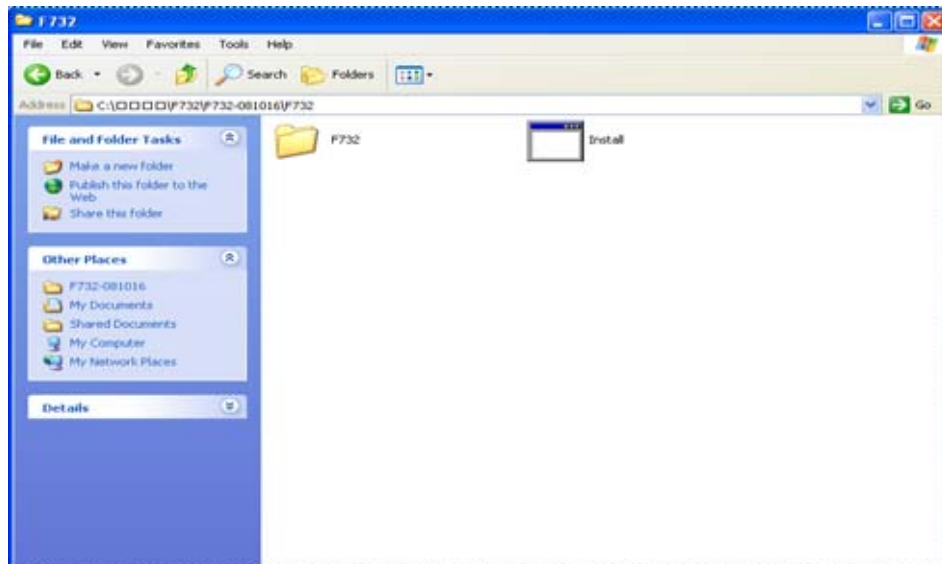 F732
File Edit View Favorites Tools Help
Back Search Folders
Address C:\□□□□\F732\F732-081016\F732 Go
File and Folder Tasks
Make a new folder
Publish this folder to the
Web
Share this folder
Other Places
F732-081016
My Documents
Shared Documents
My Computer
My Network Places
Details
F732 Install